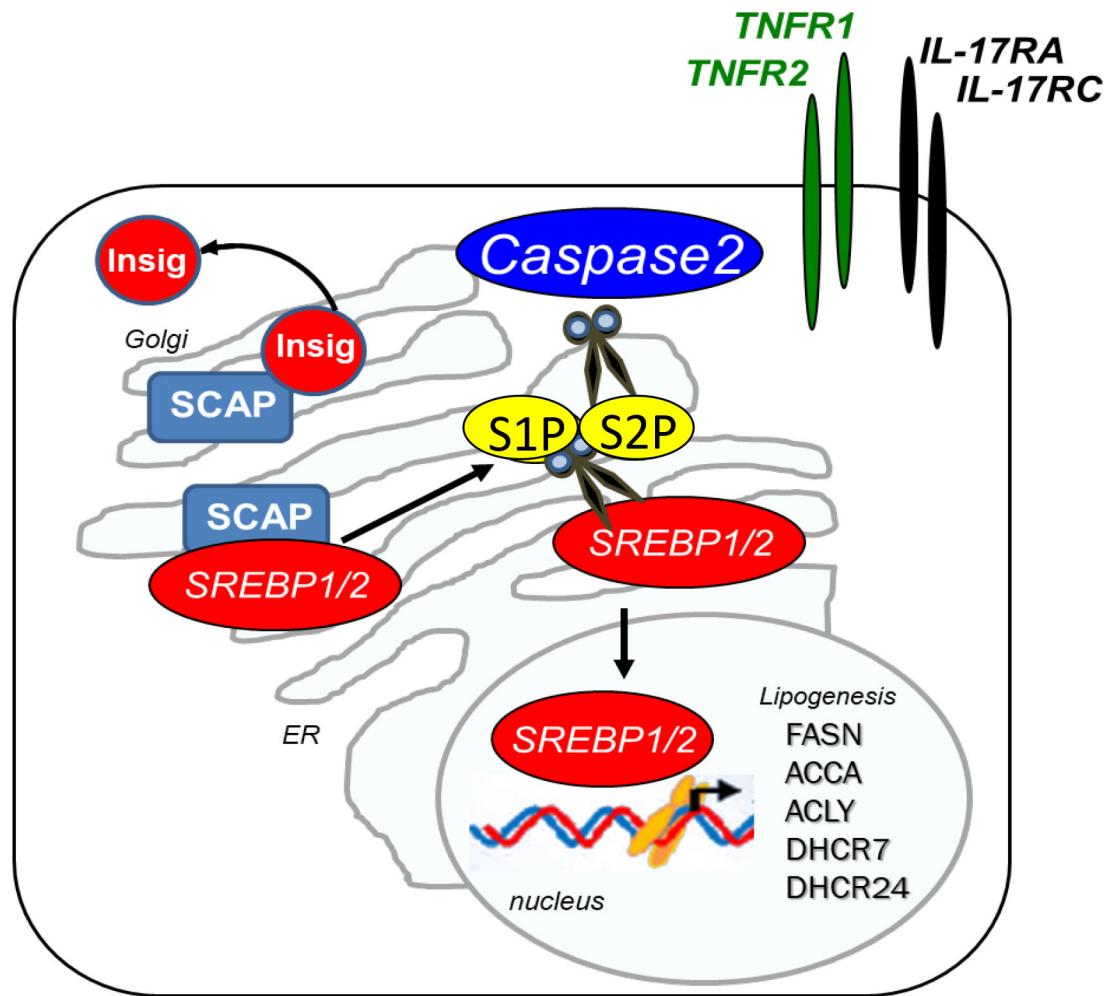 TNFR1
TNFR2
IL-17RA
IL-17RC
Insig
Caspase2
Golgi
Insig
SCAP
S1P
S2P
SCAP
SREBP1/2
SREBP1/2
ER
SREBP1/2
Lipogenesis
FASN
ACCA
ACLY
DHCR7
DHCR24
nucleus